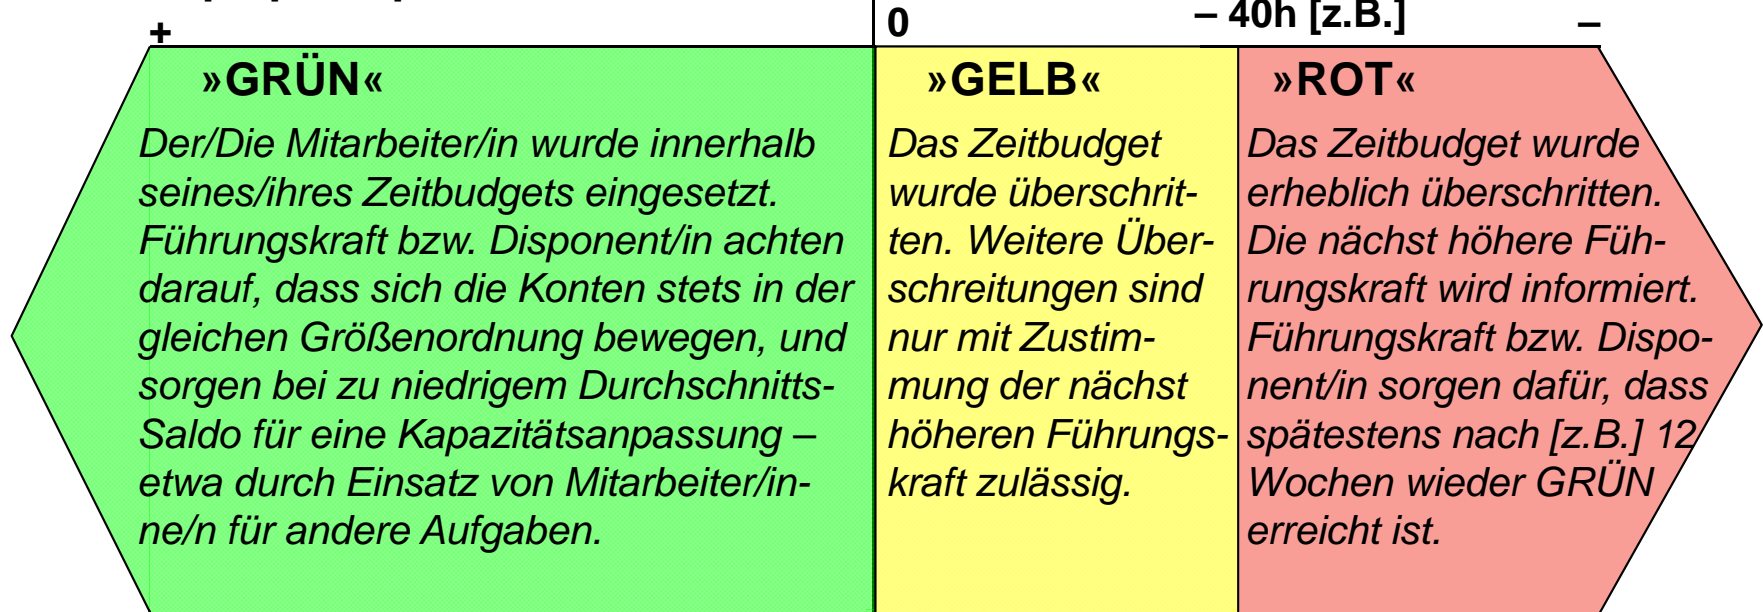 +
0
– 40h [z.B.]
–
»GRÜN«
Der/Die Mitarbeiter/in wurde innerhalb
seines/ihres Zeitbudgets eingesetzt.
Führungskraft bzw. Disponent/in achten
darauf, dass sich die Konten stets in der
gleichen Größenordnung bewegen, und
sorgen bei zu niedrigem Durchschnitts-
Saldo für eine Kapazitätsanpassung –
etwa durch Einsatz von Mitarbeiter/in-
ne/n für andere Aufgaben.
»GELB«
Das Zeitbudget
wurde überschrit-
ten. Weitere Über-
schreitungen sind
nur mit Zustim-
mung der nächst
höheren Führungs-
kraft zulässig.
»ROT«
Das Zeitbudget wurde
erheblich überschritten.
Die nächst höhere Füh-
rungskraft wird informiert.
Führungskraft bzw. Dispo-
nent/in sorgen dafür, dass
spätestens nach [z.B.] 12
Wochen wieder GRÜN
erreicht ist.